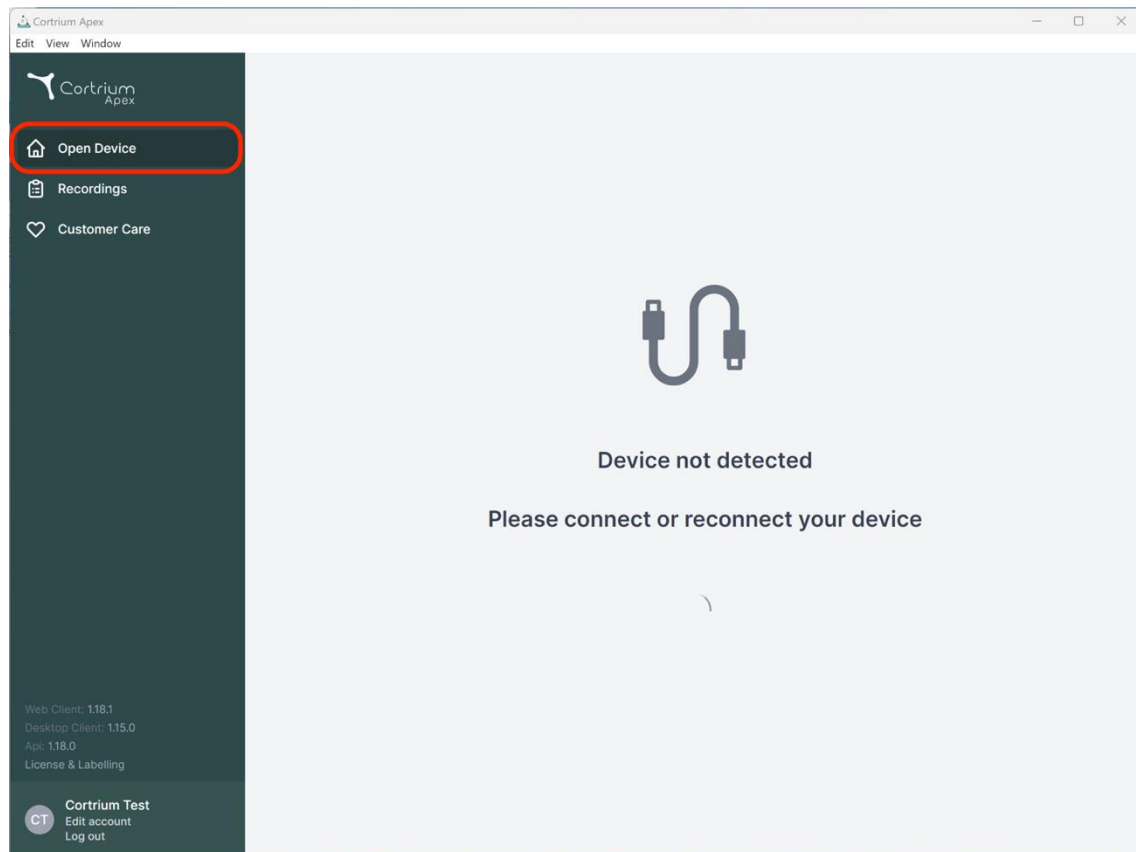 Cortrium Apex
Edit View Window
Cortrium
Apex
Open Device
Recordings
Customer Care
Device not detected
Please connect or reconnect your device
Web Client: 1.18.1
Desktop Client: 1.15.0
Api: 1.18.0
License & Labelling
CT
Cortrium Test
Edit account
Log out